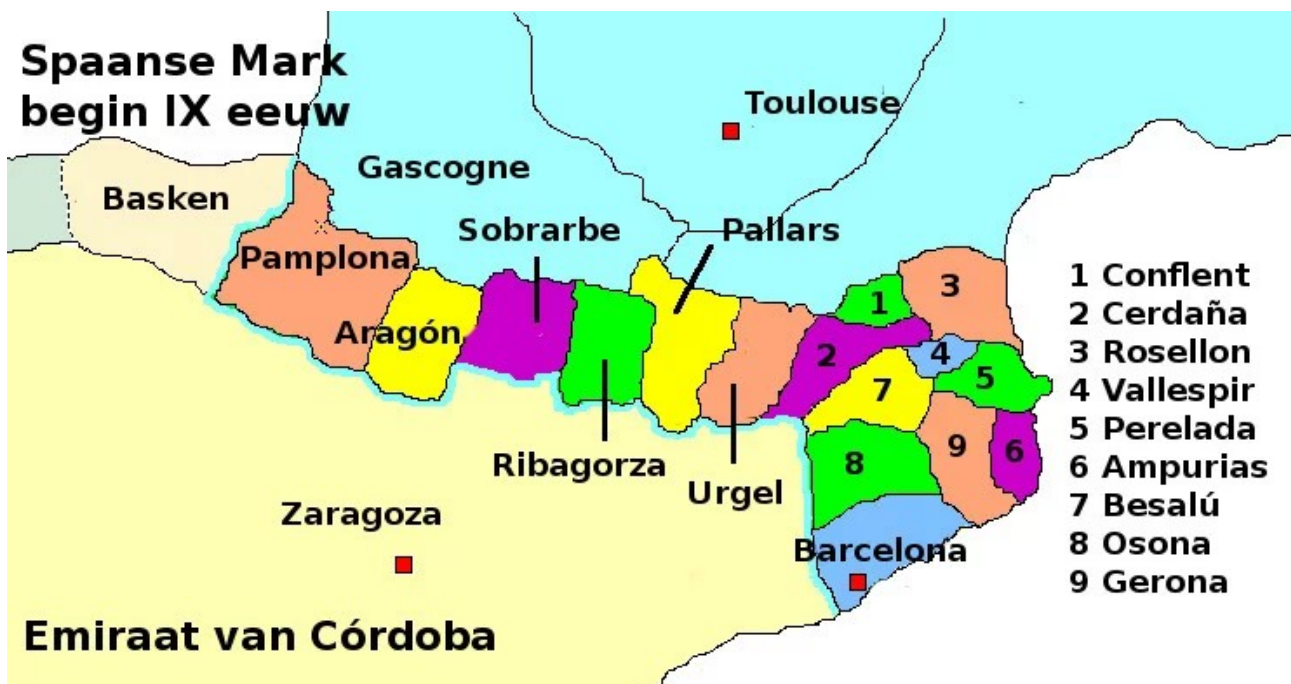 Spaanse Mark
begin IX eeuw
Toulouse
Gascogne
Basken
Sobrarbe
Pallars
Pamplona
Aragón
Ribagorza
Urgel
Zaragoza
Barcelona
Emiraat van Córdoba
1
2
3
4
5
6
7
8
9
1 Conflent
2 Cerdaña
3 Rosellon
4 Vallespir
5 Perelada
6 Ampurias
7 Besalú
8 Osona
9 Gerona